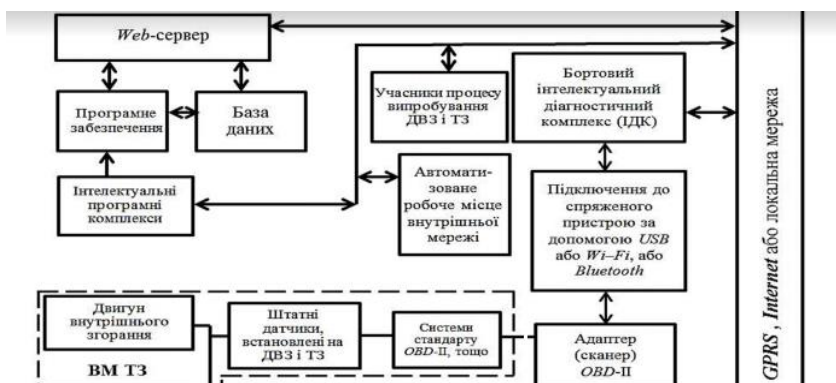 Web-сервер
Програмне
забезпечення
База
даних
Інтелектуальні
програмні
комплекси
Учасники процесу
випробування
ДВЗ і ТЗ
Бортовий
інтелектуальний
діагностичний
комплекс (ІДК)
Автомати-
зоване
робоче місце
внутрішньої
мережі
Підключення до
спряженого
пристрою за
допомогою USB
або Wi–Fi, або
Bluetooth
GPRS , Internet або локальна мережа
Двигун
внутрішнього
згорання
ВМ ТЗ
Штатні
датчики,
встановлені на
ДВЗ і ТЗ
Системи
стандарту
OBD-II, тощо
Адаптер
(сканер)
OBD-II